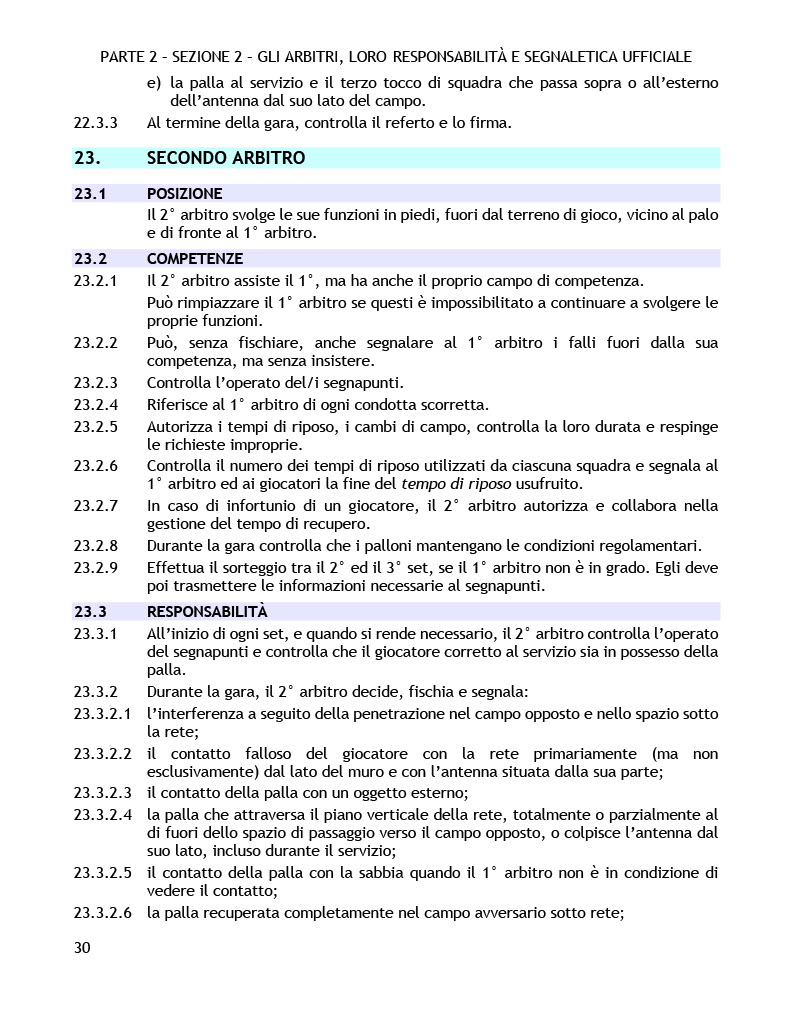 PARTE 2 – SEZIONE 2 – GLI ARBITRI, LORO RESPONSABILITÀ E SEGNALETICA UFFICIALE
e) la palla al servizio e il terzo tocco di squadra che passa sopra o all’esterno
dell’antenna dal suo lato del campo.
22.3.3 Al termine della gara, controlla il referto e lo firma.
23. SECONDO ARBITRO
23.1 POSIZIONE
Il 2° arbitro svolge le sue funzioni in piedi, fuori dal terreno di gioco, vicino al palo
e di fronte al 1° arbitro.
23.2 COMPETENZE
23.2.1 Il 2° arbitro assiste il 1°, ma ha anche il proprio campo di competenza.
Può rimpiazzare il 1° arbitro se questi è impossibilitato a continuare a svolgere le
proprie funzioni.
23.2.2 Può, senza fischiare, anche segnalare al 1° arbitro i falli fuori dalla sua
competenza, ma senza insistere.
23.2.3 Controlla l’operato del/i segnapunti.
23.2.4 Riferisce al 1° arbitro di ogni condotta scorretta.
23.2.5 Autorizza i tempi di riposo, i cambi di campo, controlla la loro durata e respinge
le richieste improprie.
23.2.6 Controlla il numero dei tempi di riposo utilizzati da ciascuna squadra e segnala al
1° arbitro ed ai giocatori la fine del tempo di riposo usufruito.
23.2.7 In caso di infortunio di un giocatore, il 2° arbitro autorizza e collabora nella
gestione del tempo di recupero.
23.2.8 Durante la gara controlla che i palloni mantengano le condizioni regolamentari.
23.2.9 Effettua il sorteggio tra il 2° ed il 3° set, se il 1° arbitro non è in grado. Egli deve
poi trasmettere le informazioni necessarie al segnapunti.
23.3 RESPONSABILITÀ
23.3.1 All’inizio di ogni set, e quando si rende necessario, il 2° arbitro controlla l’operato
del segnapunti e controlla che il giocatore corretto al servizio sia in possesso della
palla.
23.3.2 Durante la gara, il 2° arbitro decide, fischia e segnala:
23.3.2.1 l’interferenza a seguito della penetrazione nel campo opposto e nello spazio sotto
la rete;
23.3.2.2 il contatto falloso del giocatore con la rete primariamente (ma non
esclusivamente) dal lato del muro e con l’antenna situata dalla sua parte;
23.3.2.3 il contatto della palla con un oggetto esterno;
23.3.2.4 la palla che attraversa il piano verticale della rete, totalmente o parzialmente al
di fuori dello spazio di passaggio verso il campo opposto, o colpisce l’antenna dal
suo lato, incluso durante il servizio;
23.3.2.5 il contatto della palla con la sabbia quando il 1° arbitro non è in condizione di
vedere il contatto;
23.3.2.6 la palla recuperata completamente nel campo avversario sotto rete;
30